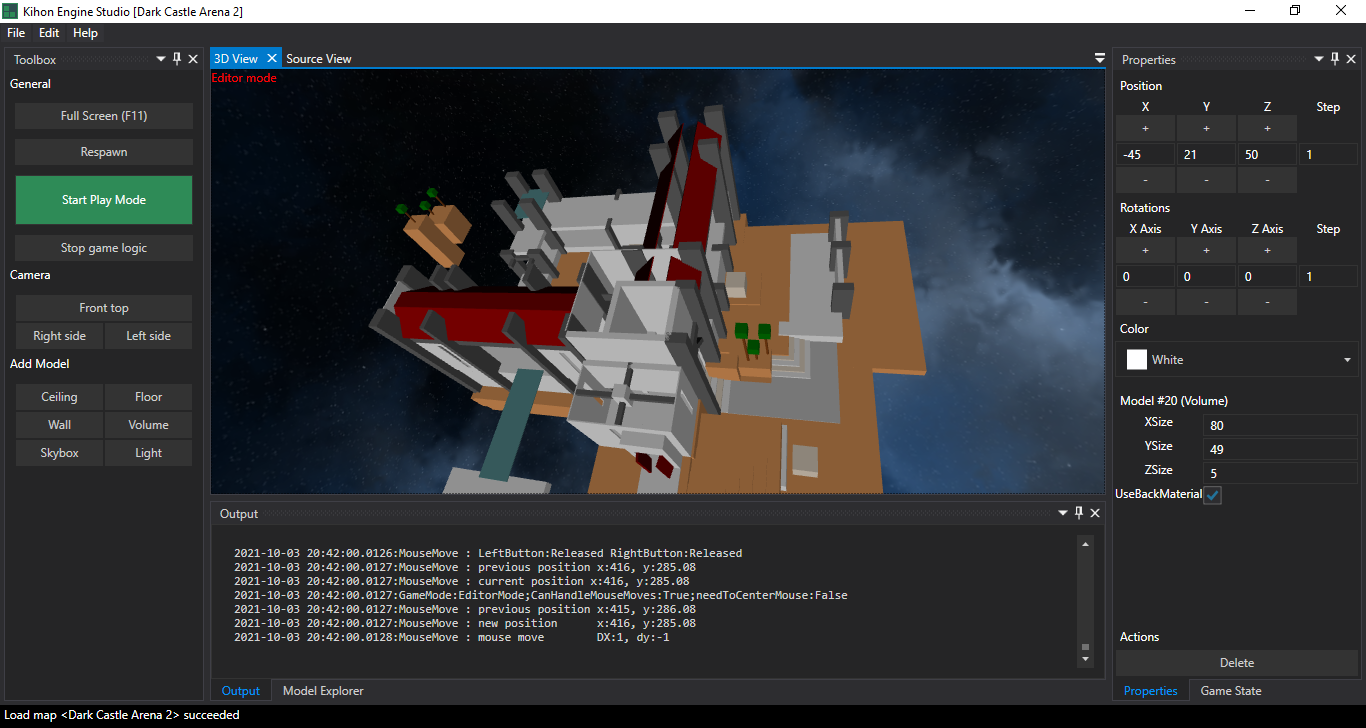 Kihon Engine Studio [Dark Castle Arena 2]
File Edit Help
Toolbox
General
Full Screen (F11)
Respawn
Start Play Mode
Stop game logic
Camera
Front top
Right side Left side
Add Model
Ceiling Floor
Wall Volume
Skybox Light
3D View Source View
Editor mode
Output
2021-10-03 20:42:00.0126:MouseMove : LeftButton:Released RightButton:Released
2021-10-03 20:42:00.0127:MouseMove : previous position x:416, y:285.08
2021-10-03 20:42:00.0127:MouseMove : current position x:416, y:285.08
2021-10-03 20:42:00.0127:GameMode:EditorMode;CanHandleMouseMoves:True;needToCenterMouse:False
2021-10-03 20:42:00.0127:MouseMove : previous position x:415, y:286.08
2021-10-03 20:42:00.0127:MouseMove : new position      x:416, y:285.08
2021-10-03 20:42:00.0128:MouseMove : mouse move        DX:1, dy:-1
Output Model Explorer
Properties
Position
X Y Z Step
+ + +
-45 21 50 1
- - -
Rotations
X Axis Y Axis Z Axis Step
+ + +
0 0 0 1
- - -
Color
White
Model #20 (Volume)
XSize 80
YSize 49
ZSize 5
UseBackMaterial
Actions
Delete
Properties Game State
Load map <Dark Castle Arena 2> succeeded